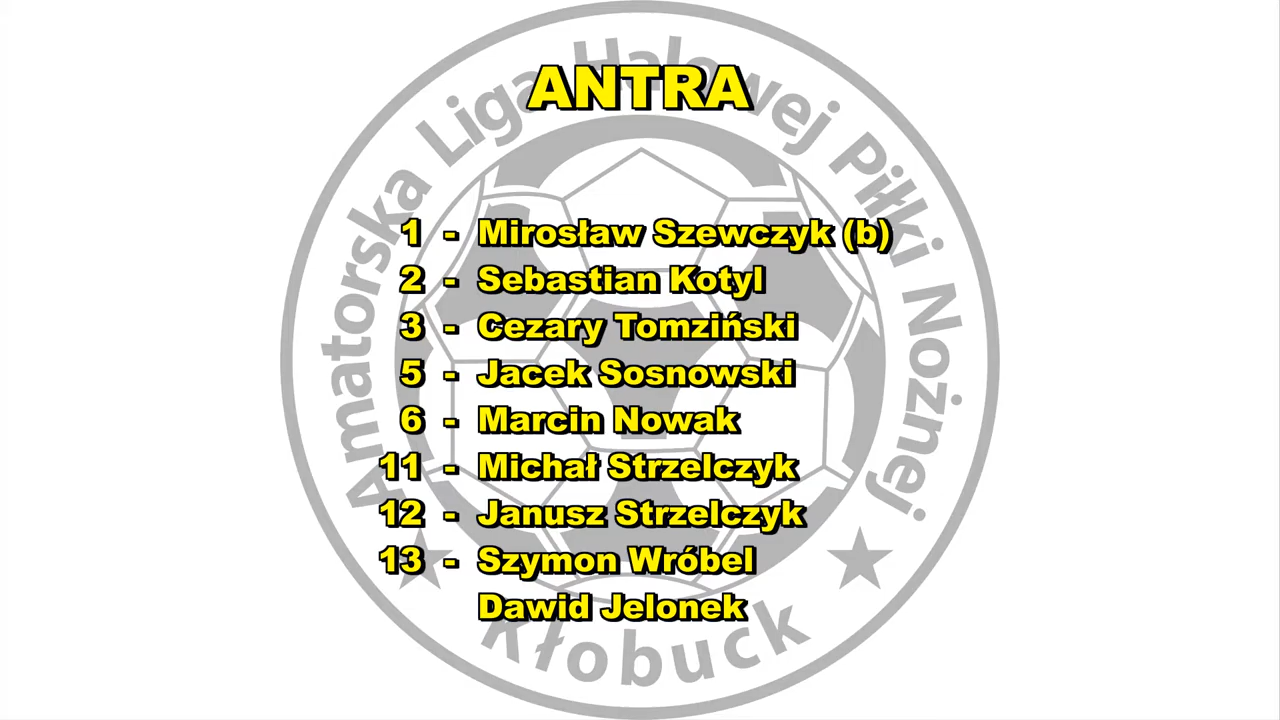 Amatorska Liga Halowej Piłki Nożnej
ANTRA
1 - Mirosław Szewczyk (b)
2 - Sebastian Kotyl
3 - Cezary Tomziński
5 - Jacek Sosnowski
6 - Marcin Nowak
11 - Michał Strzelczyk
12 - Janusz Strzelczyk
13 - Szymon Wróbel
Dawid Jelonek
Kłobuck